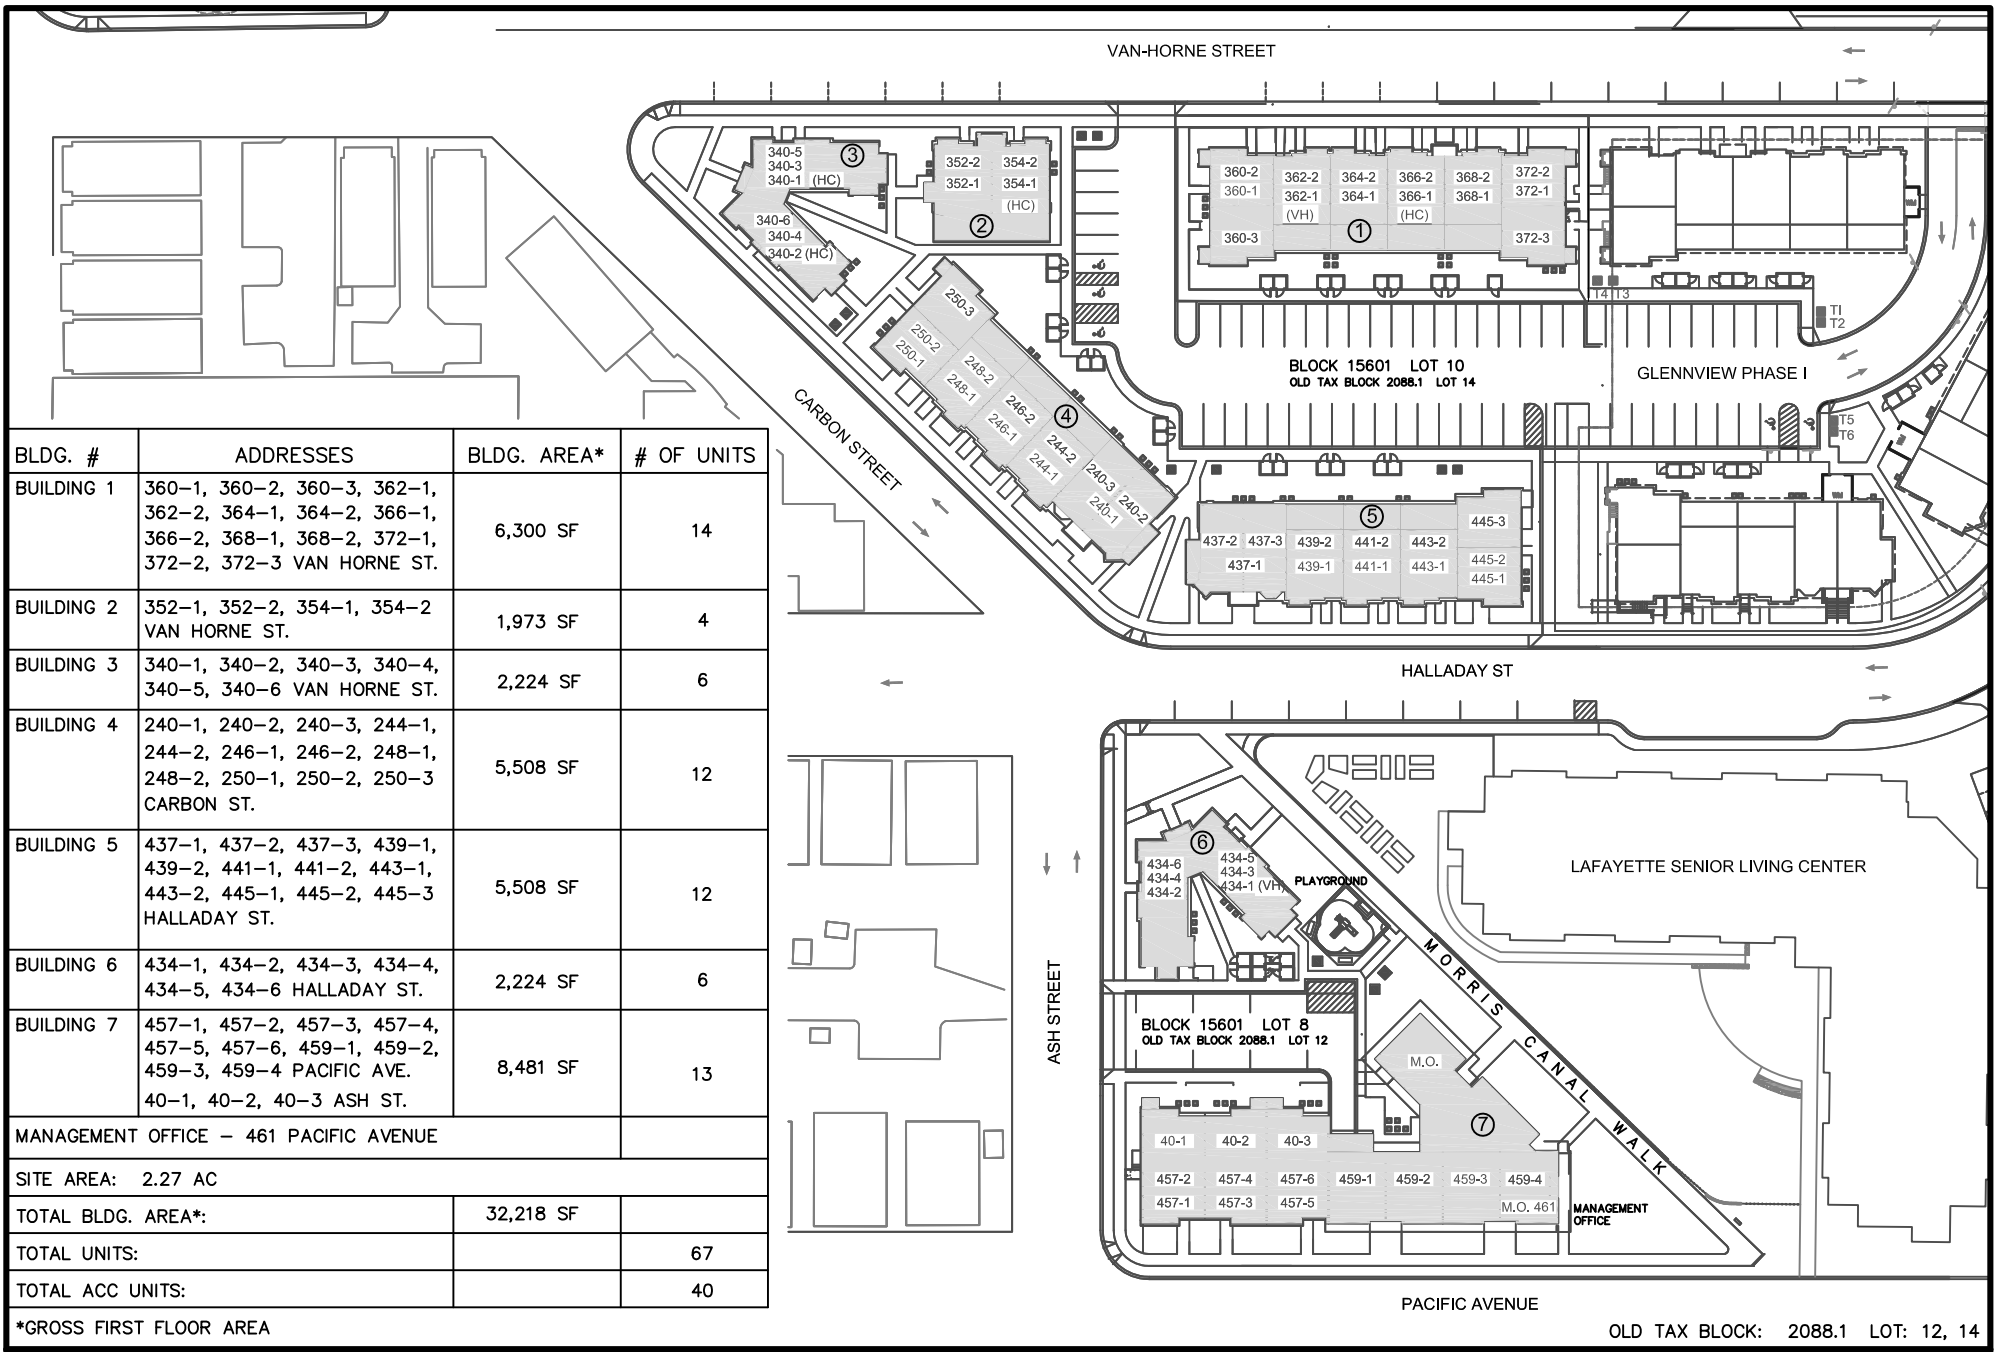 VAN-HORNE STREET
340-5
340-3
340-1 (HC)
3
340-6
340-4
340-2 (HC)
352-2 354-2
352-1 354-1
(HC)
2
360-2 362-2 364-2 366-2 368-2 372-2
360-1 362-1 364-1 366-1 368-1 372-1
(VH) (HC)
360-3 1 372-3
T4 T3
T1
T2
BLOCK 15601 LOT 10
OLD TAX BLOCK 2088.1 LOT 14
GLENNVIEW PHASE I
T5
T6
250-3
250-2
250-1
248-2
248-1
246-2
246-1
4
244-2
244-1
240-3
240-2
240-1
CARBON STREET
5
437-2 437-3 439-2 441-2 443-2 445-3
437-1 439-1 441-1 443-1 445-2
445-1
HALLADAY ST
BLDG. # ADDRESSES BLDG. AREA* # OF UNITS
BUILDING 1 360-1, 360-2, 360-3, 362-1,
362-2, 364-1, 364-2, 366-1,
366-2, 368-1, 368-2, 372-1,
372-2, 372-3 VAN HORNE ST.
6,300 SF 14
BUILDING 2 352-1, 352-2, 354-1, 354-2
VAN HORNE ST.
1,973 SF 4
BUILDING 3 340-1, 340-2, 340-3, 340-4,
340-5, 340-6 VAN HORNE ST.
2,224 SF 6
BUILDING 4 240-1, 240-2, 240-3, 244-1,
244-2, 246-1, 246-2, 248-1,
248-2, 250-1, 250-2, 250-3
CARBON ST.
5,508 SF 12
BUILDING 5 437-1, 437-2, 437-3, 439-1,
439-2, 441-1, 441-2, 443-1,
443-2, 445-1, 445-2, 445-3
HALLADAY ST.
5,508 SF 12
BUILDING 6 434-1, 434-2, 434-3, 434-4,
434-5, 434-6 HALLADAY ST.
2,224 SF 6
BUILDING 7 457-1, 457-2, 457-3, 457-4,
457-5, 457-6, 459-1, 459-2,
459-3, 459-4 PACIFIC AVE.
40-1, 40-2, 40-3 ASH ST.
8,481 SF 13
MANAGEMENT OFFICE - 461 PACIFIC AVENUE
SITE AREA: 2.27 AC
TOTAL BLDG. AREA*: 32,218 SF
TOTAL UNITS: 67
TOTAL ACC UNITS: 40
*GROSS FIRST FLOOR AREA
6
434-6
434-4
434-2
434-5
434-3
434-1 (VH)
PLAYGROUND
LAFAYETTE SENIOR LIVING CENTER
MORRIS CANAL WALK
ASH STREET
BLOCK 15601 LOT 8
OLD TAX BLOCK 2088.1 LOT 12
M.O.
7
40-1 40-2 40-3
457-2 457-4 457-6 459-1 459-2 459-3 459-4
457-1 457-3 457-5 M.O. 461
MANAGEMENT
OFFICE
PACIFIC AVENUE
OLD TAX BLOCK: 2088.1 LOT: 12, 14